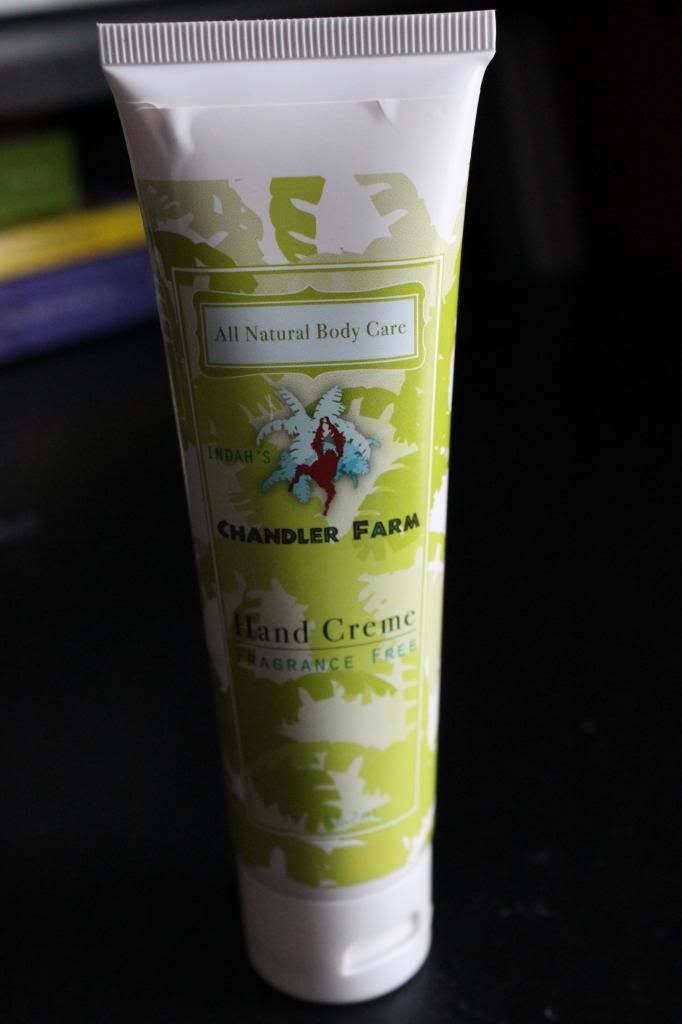 All Natural Body Care
INDAH'S
CHANDLER FARM
Hand Creme
FRAGRANCE FREE